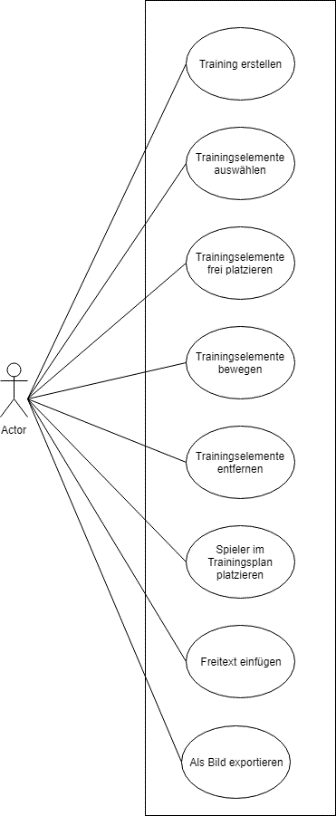 Training erstellen
Trainingselemente
auswählen
Trainingselemente
frei platzieren
Trainingselemente
bewegen
Actor
Trainingselemente
entfernen
Spieler im
Trainingsplan
platzieren
Freitext einfügen
Als Bild exportieren